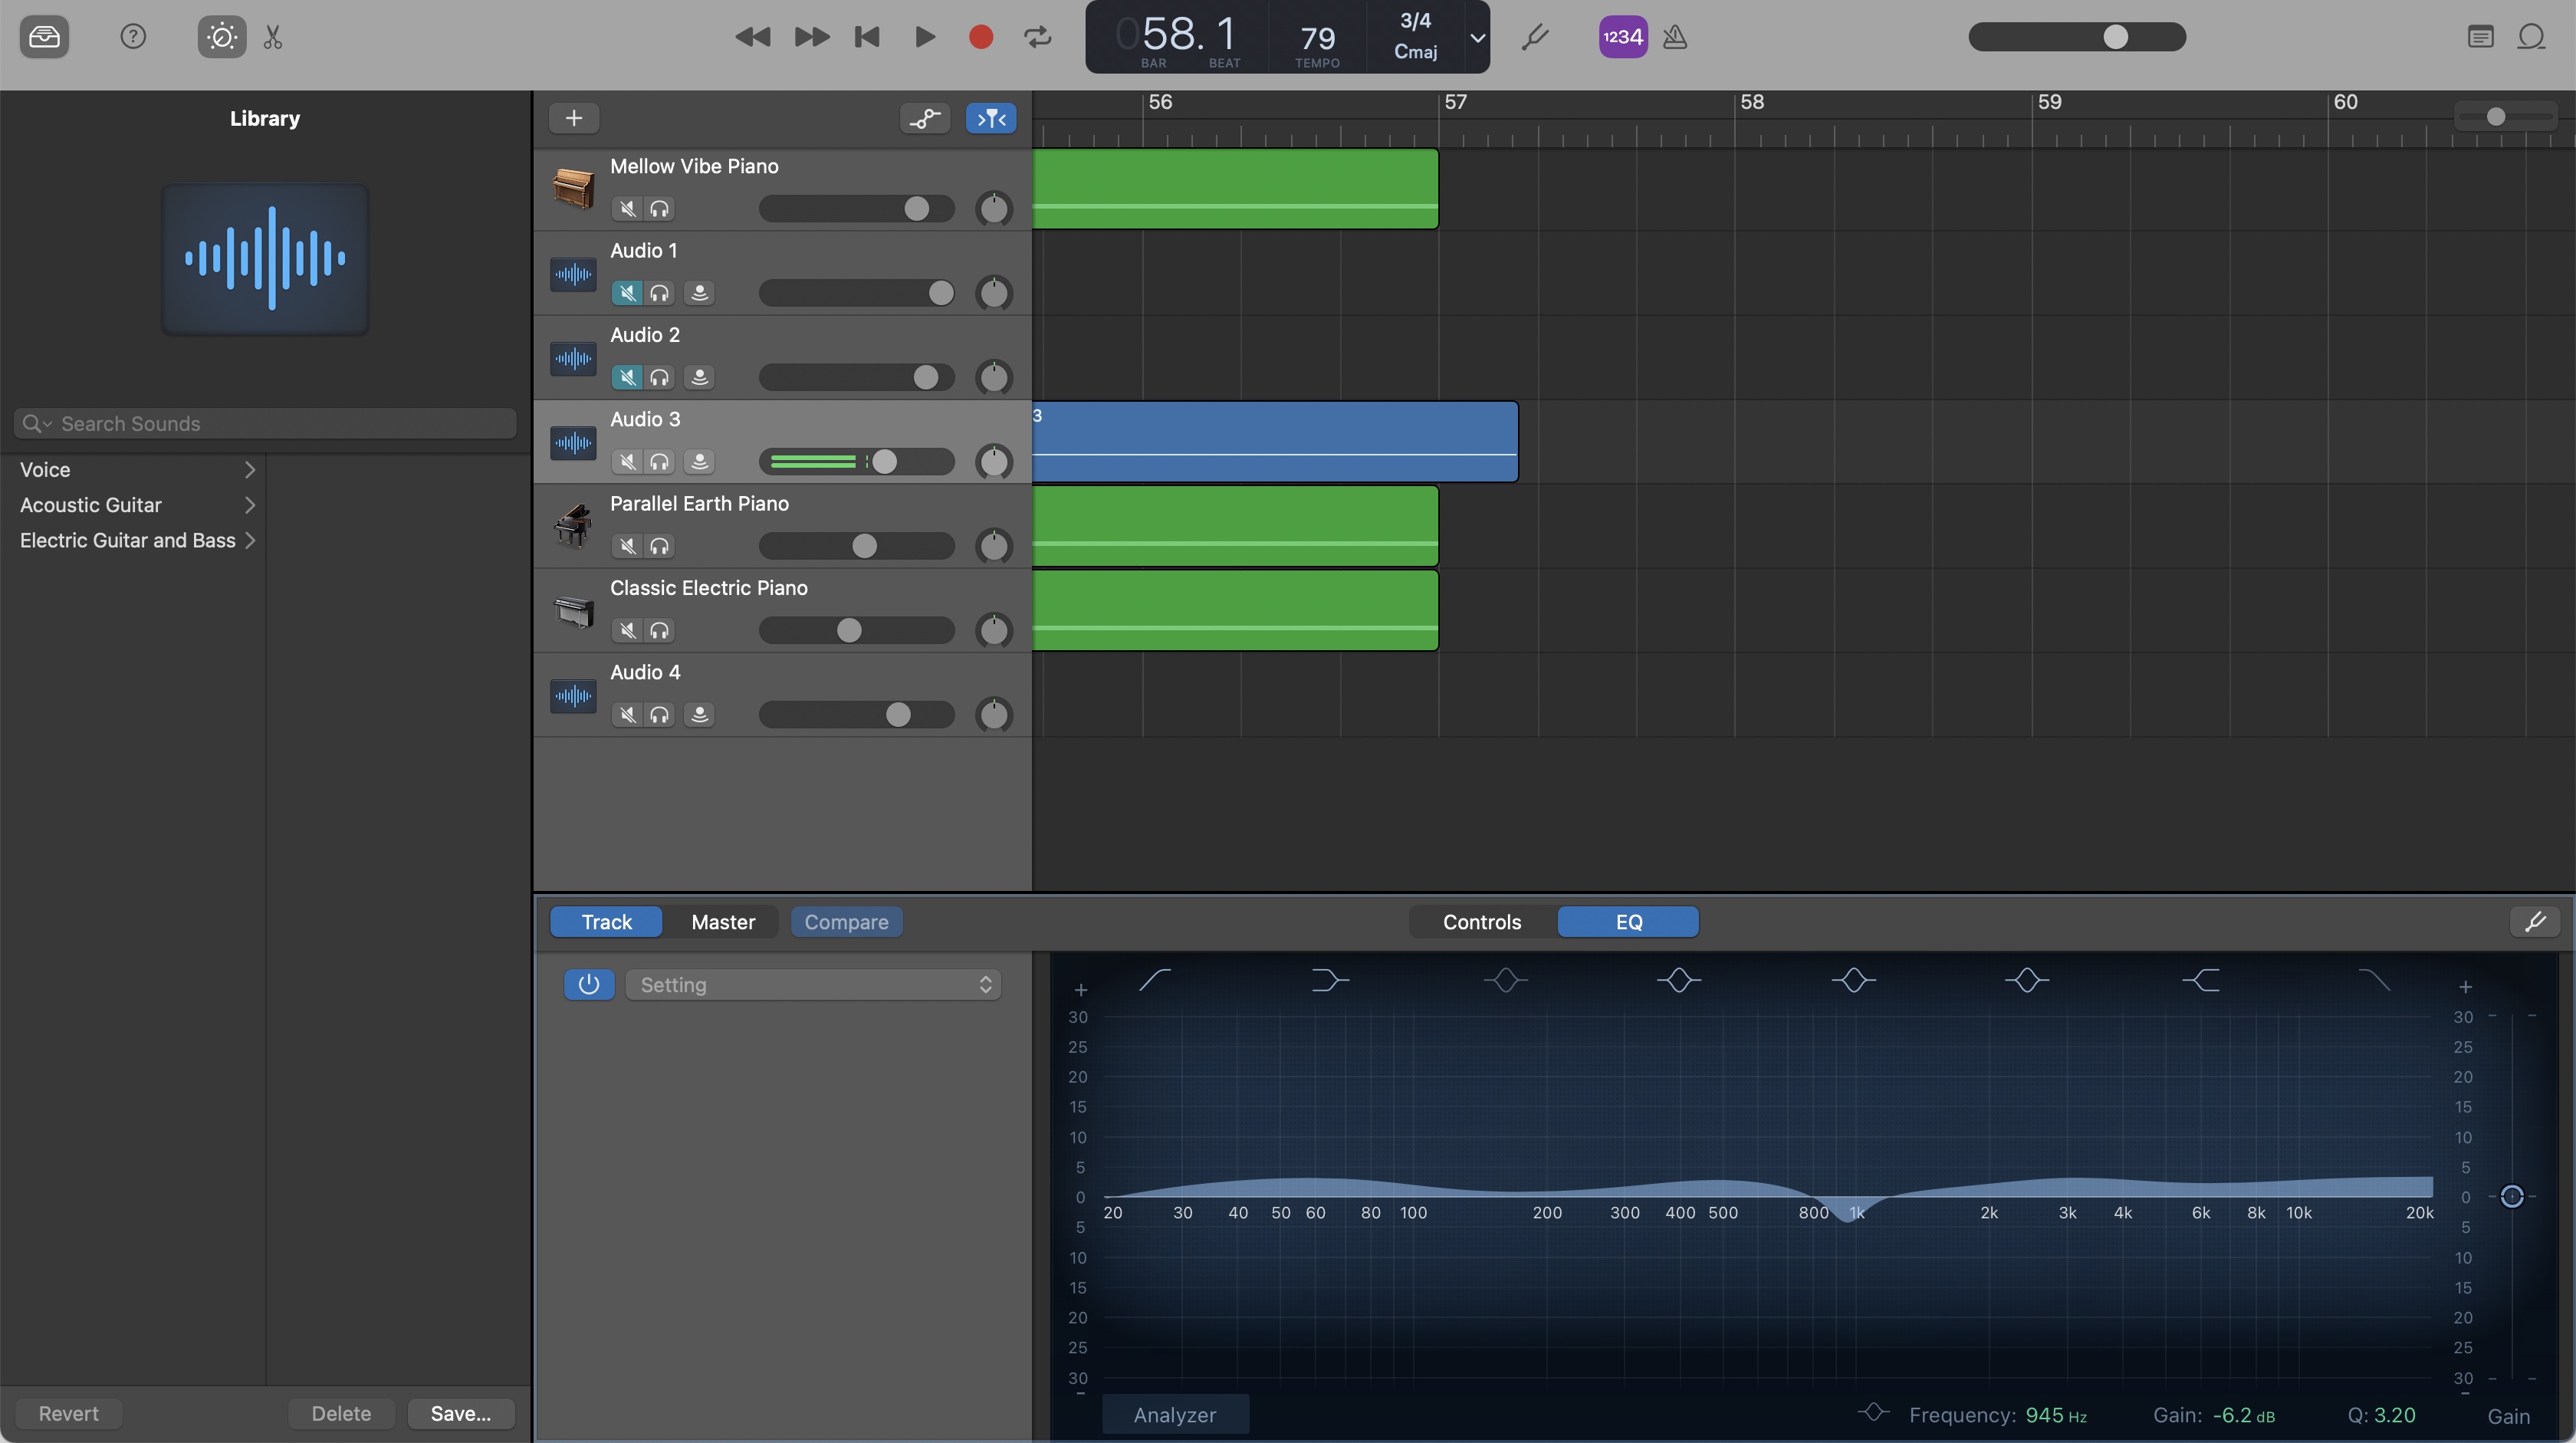 058. 1
BAR BEAT
79
TEMPO
3/4
Cmaj
1234
Library
Search Sounds
Voice
Acoustic Guitar
Electric Guitar and Bass
Revert
Delete
Save...
56 57 58 59 60
Mellow Vibe Piano
Audio 1
Audio 2
Audio 3
3
Parallel Earth Piano
Classic Electric Piano
Audio 4
Track Master Compare
Controls EQ
Setting
+ +
30 30
25 25
20 20
15 15
10 10
5 5
0 0
20 30 40 50 60 80 100 200 300 400 500 800 1k 2k 3k 4k 6k 8k 10k 20k
5 5
10 10
15 15
20 20
25 25
30 30
- -
Analyzer
Frequency: 945 Hz Gain: -6.2 dB Q: 3.20 Gain